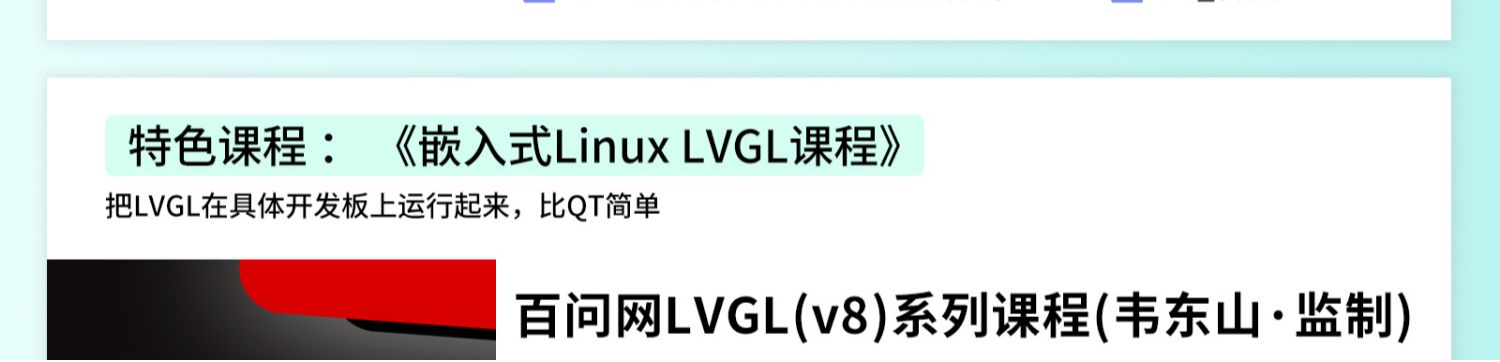 特色课程： 《嵌入式Linux LVGL课程》
把LVGL在具体开发板上运行起来，比QT简单
百问网LVGL(v8)系列课程(韦东山·监制)